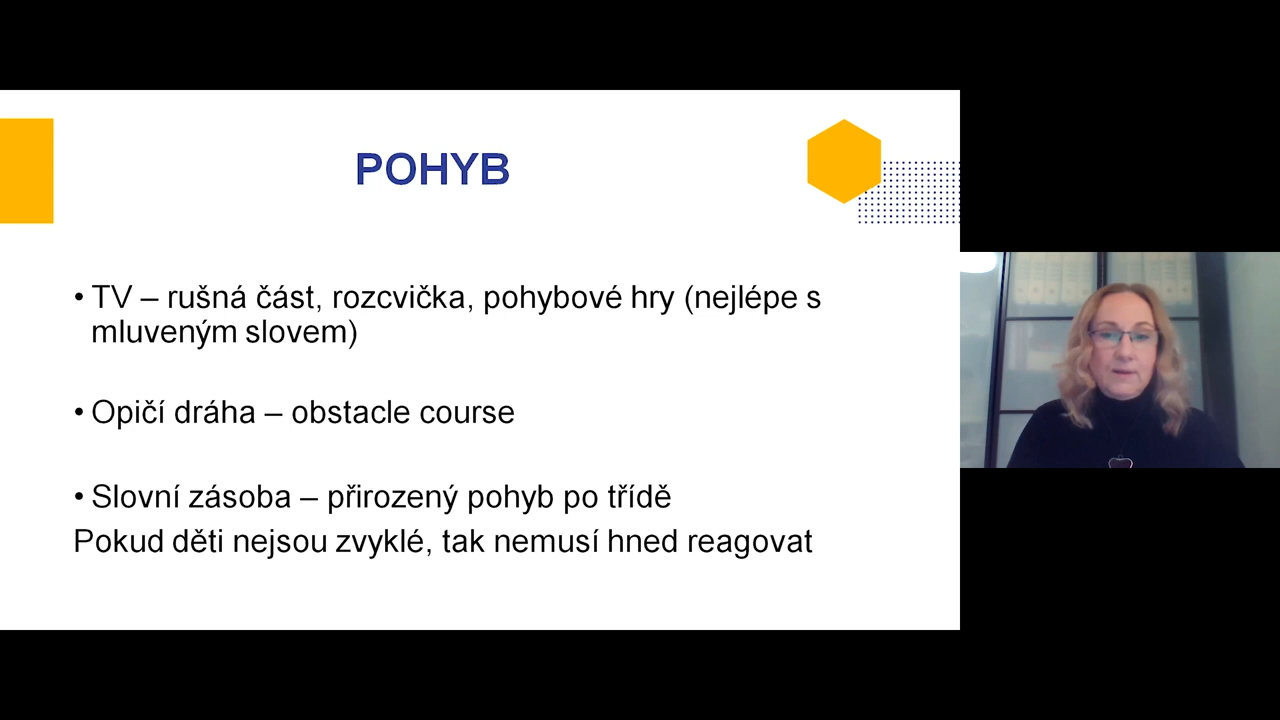 POHYB
• TV – rušná část, rozcvička, pohybové hry (nejlépe s
mluveným slovem)
• Opičí dráha – obstacle course
• Slovní zásoba – přirozený pohyb po třídě
Pokud děti nejsou zvyklé, tak nemusí hned reagovat